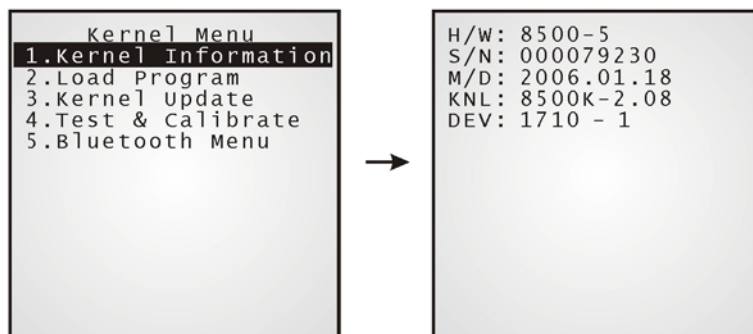 Kernel Menu
1.Kernel Information
2.Load Program
3.Kernel Update
4.Test & Calibrate
5.Bluetooth Menu
H/W: 8500-5
S/N: 000079230
M/D: 2006.01.18
KNL: 8500K-2.08
DEV: 1710 - 1